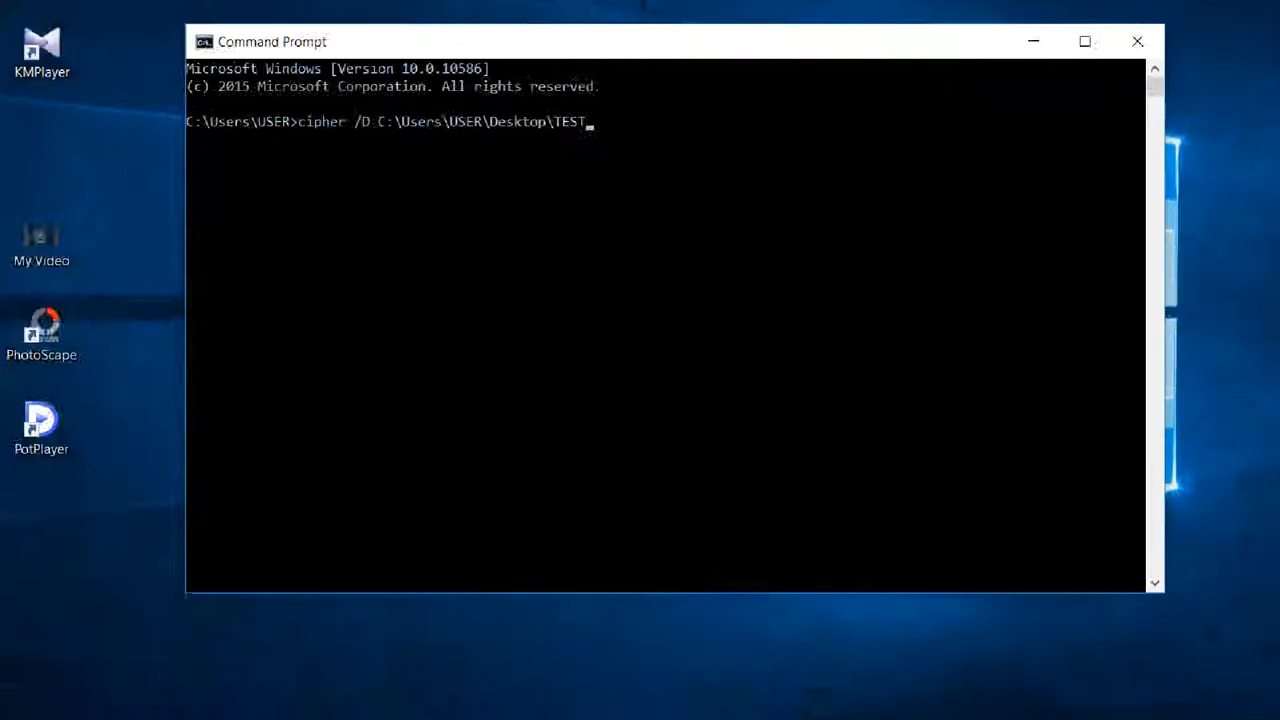 Command Prompt
Microsoft Windows [Version 10.0.10586]
(c) 2015 Microsoft Corporation. All rights reserved.
C:\Users\USER>cipher /D C:\Users\USER\Desktop\TEST
KMPlayer
My Video
PhotoScape
PotPlayer